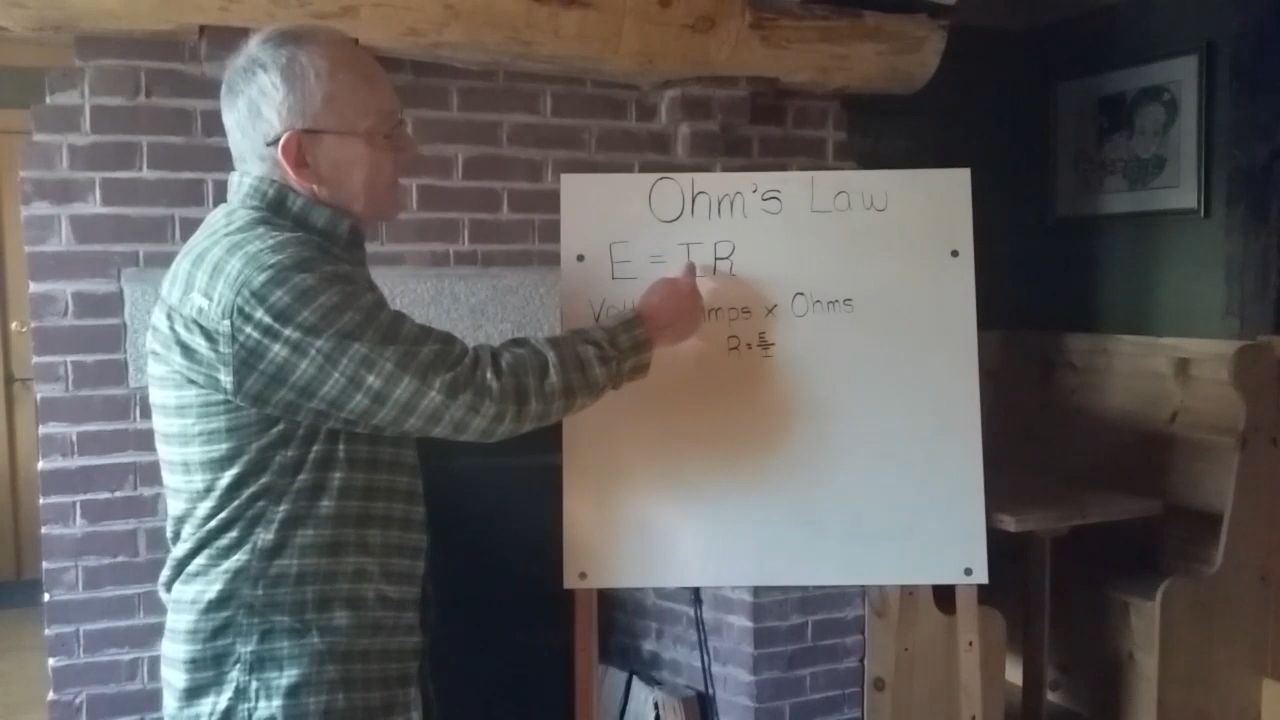 Ohm's Law
E = IR
x Ohms
R = E/I